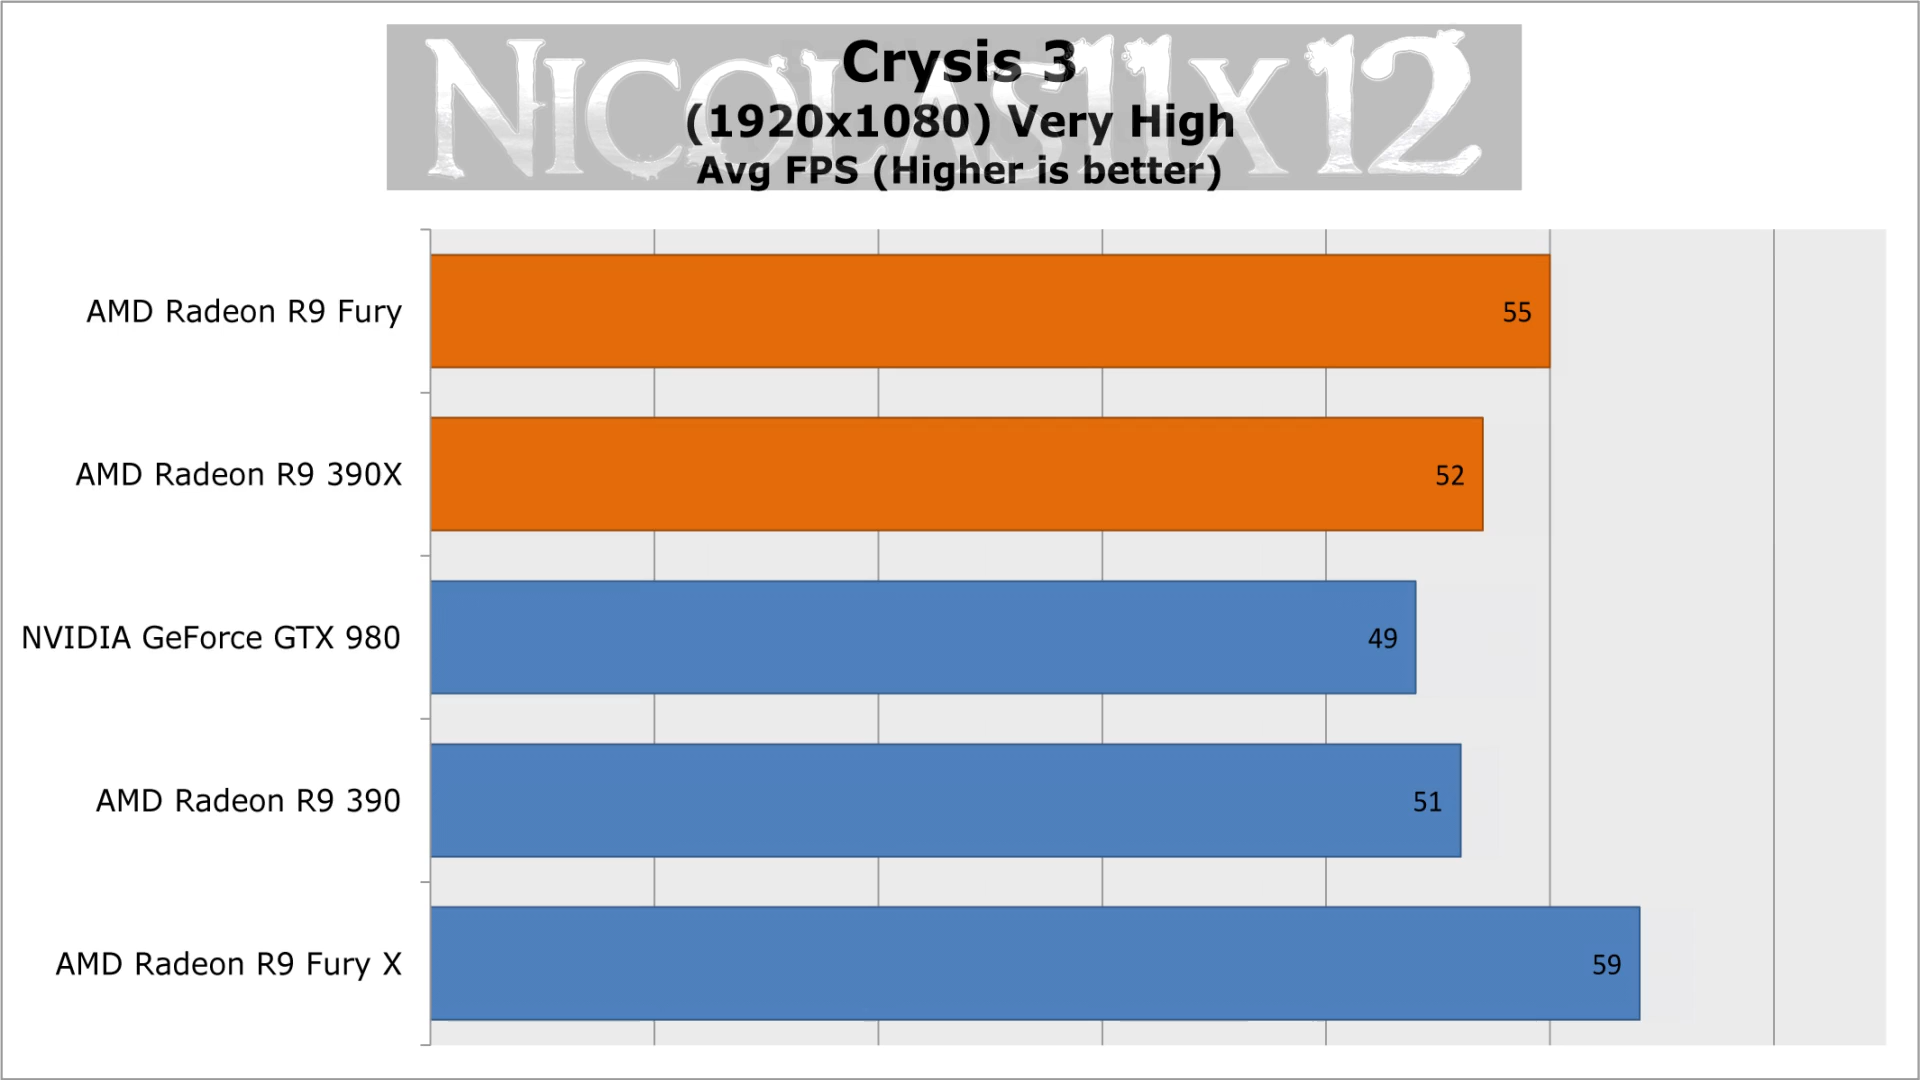 NICOLAS11X12
Crysis 3
(1920x1080) Very High
Avg FPS (Higher is better)
AMD Radeon R9 Fury
55
AMD Radeon R9 390X
52
NVIDIA GeForce GTX 980
49
AMD Radeon R9 390
51
AMD Radeon R9 Fury X
59